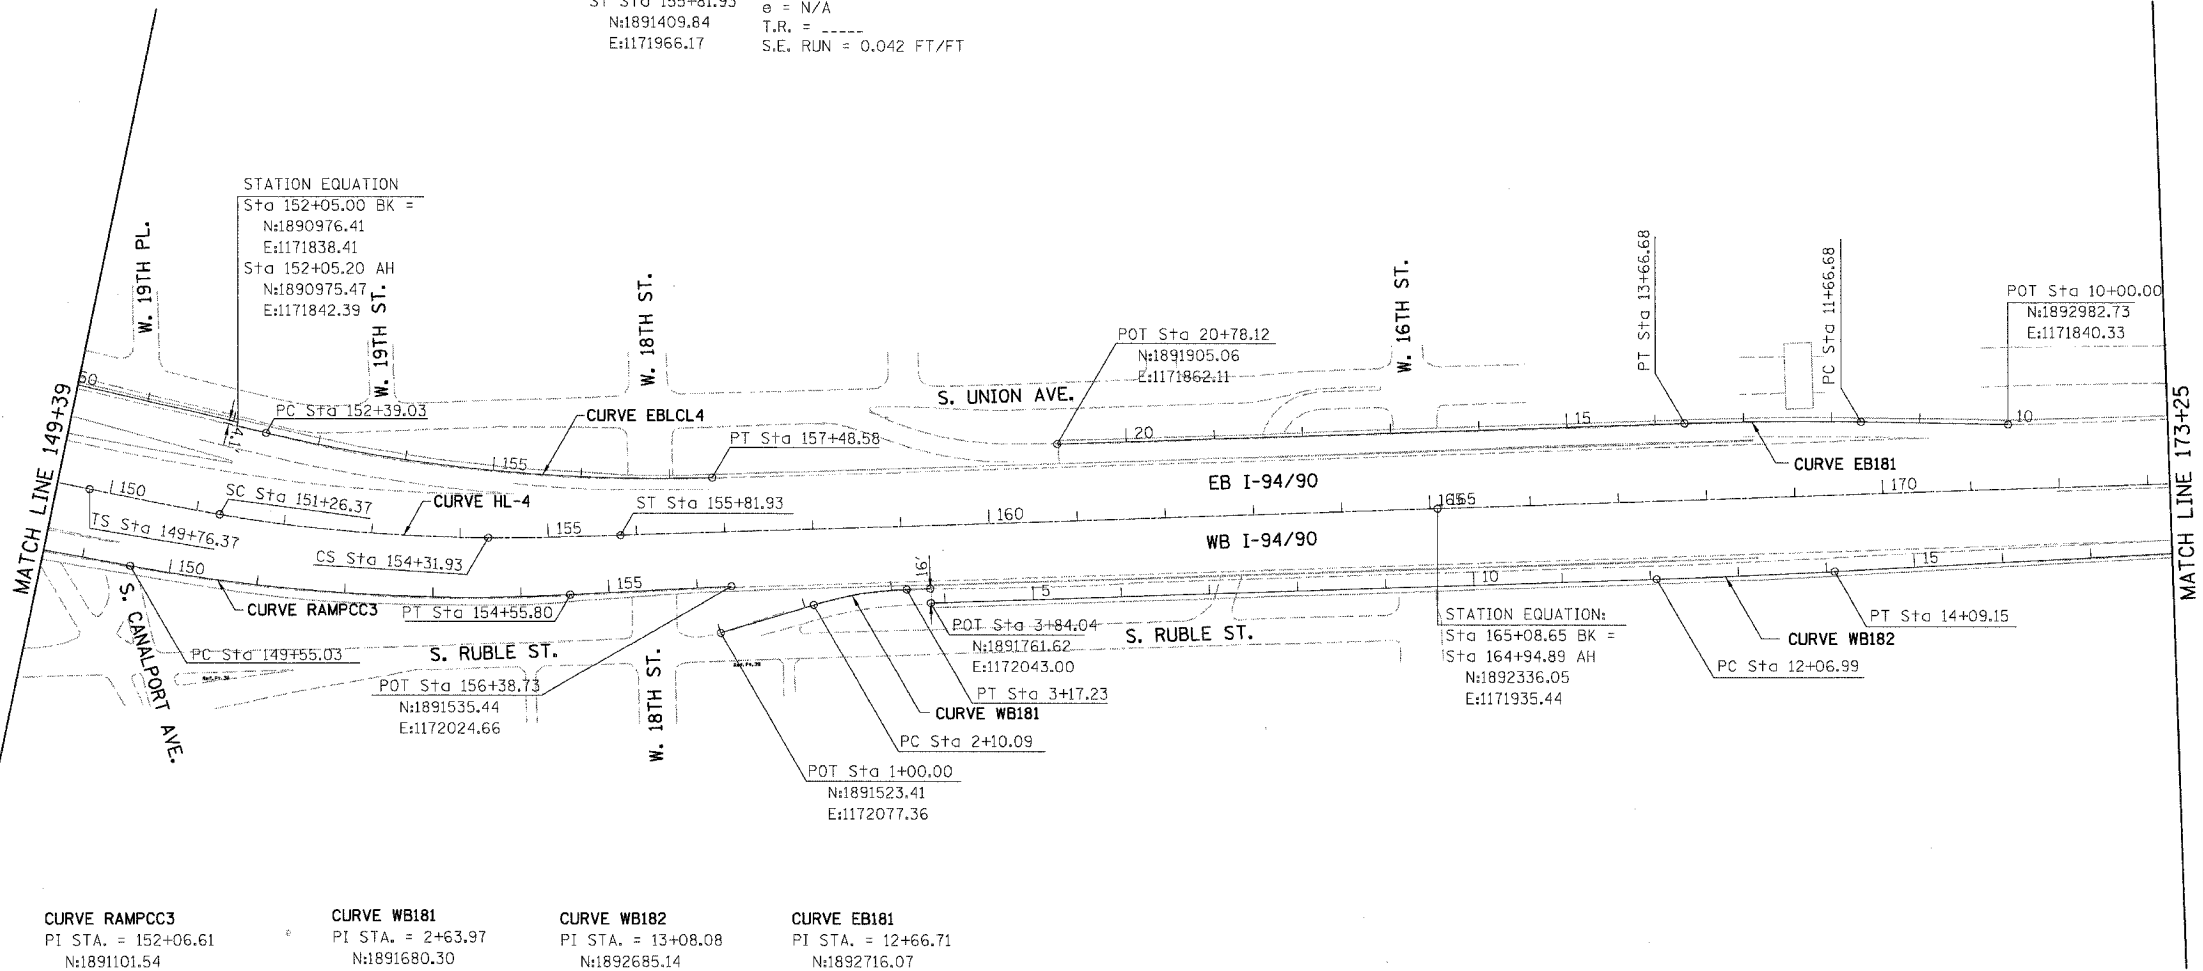 ST Sta 155+81.93
N:1891409.84
E:1171966.17
e = N/A
T.R. = -----
S.E. RUN = 0.042 FT/FT
STATION EQUATION
Sta 152+05.00 BK =
N:1890976.41
E:1171838.41
Sta 152+05.20 AH
N:1890975.47
E:1171842.39
W. 19TH PL.
W. 19TH ST.
W. 18TH ST.
W. 16TH ST.
PT Sta 13+66.68
PC Sta 11+66.68
POT Sta 10+00.00
N:1892982.73
E:1171840.33
POT Sta 20+78.12
N:1891905.06
E:1171862.11
S. UNION AVE.
PC Sta 152+39.03
CURVE EBLCL4
PT Sta 157+48.58
20
15
10
155
CURVE EB181
MATCH LINE 149+39
MATCH LINE 173+25
EB I-94/90
150
SC Sta 151+26.37
CURVE HL-4
ST Sta 155+81.93
TS Sta 149+76.37
CS Sta 154+31.93
155
160
165
170
WB I-94/90
150
155
16'
5
10
15
CURVE RAMPCC3
PT Sta 154+55.80
PC Sta 149+55.03
S. CANALPORT AVE.
S. RUBLE ST.
POT Sta 156+38.73
N:1891535.44
E:1172024.66
W. 18TH ST.
POT Sta 3+84.04
N:1891761.62
E:1172043.00
S. RUBLE ST.
PT Sta 3+17.23
CURVE WB181
PC Sta 2+10.09
POT Sta 1+00.00
N:1891523.41
E:1172077.36
STATION EQUATION:
Sta 165+08.65 BK =
Sta 164+94.89 AH
N:1892336.05
E:1171935.44
PT Sta 14+09.15
CURVE WB182
PC Sta 12+06.99
CURVE RAMPCC3
PI STA. = 152+06.61
N:1891101.54
CURVE WB181
PI STA. = 2+63.97
N:1891680.30
CURVE WB182
PI STA. = 13+08.08
N:1892685.14
CURVE EB181
PI STA. = 12+66.71
N:1892716.07